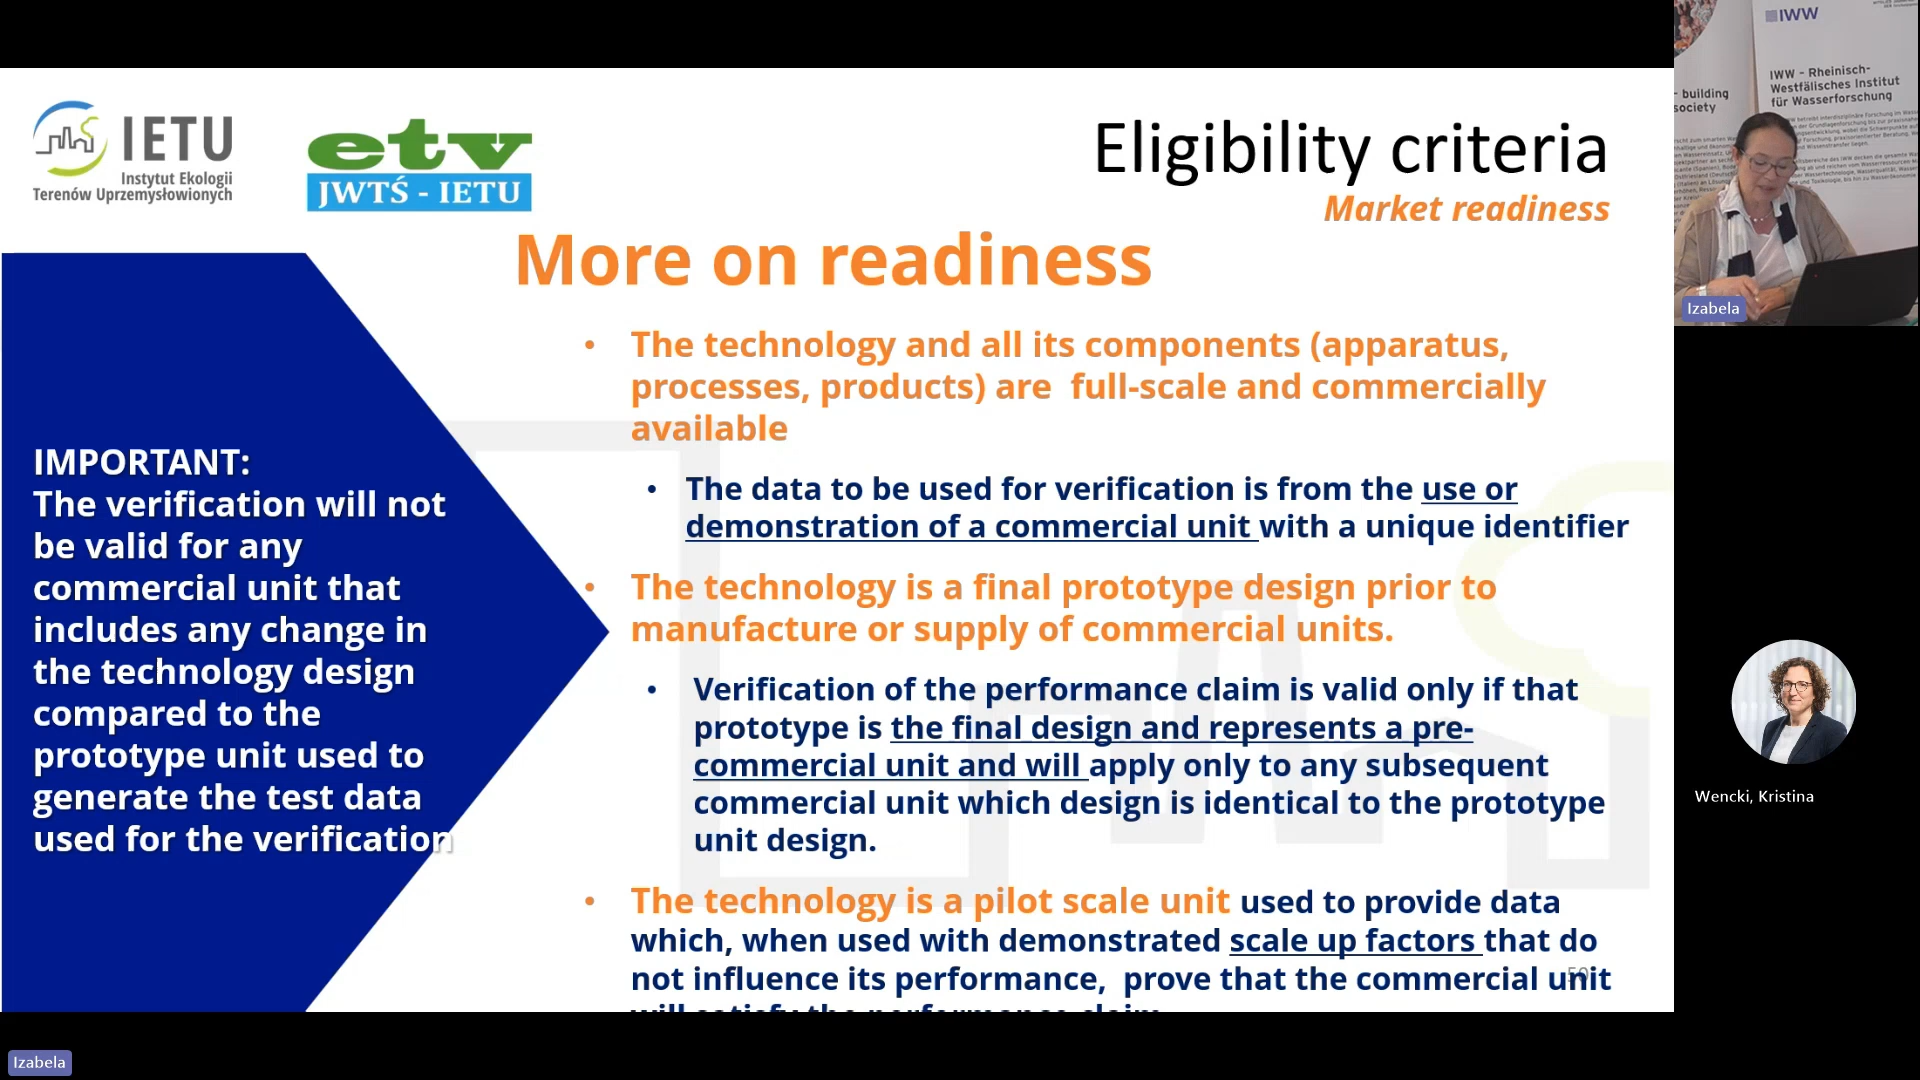 IETU
Instytut Ekologii
Terenów Uprzemysłowionych
etv
JWTŚ - IETU
Eligibility criteria
Market readiness
More on readiness
IMPORTANT:
The verification will not
be valid for any
commercial unit that
includes any change in
the technology design
compared to the
prototype unit used to
generate the test data
used for the verification
• The technology and all its components (apparatus,
processes, products) are full-scale and commercially
available
• The data to be used for verification is from the use or
demonstration of a commercial unit with a unique identifier
• The technology is a final prototype design prior to
manufacture or supply of commercial units.
• Verification of the performance claim is valid only if that
prototype is the final design and represents a pre-
commercial unit and will apply only to any subsequent
commercial unit which design is identical to the prototype
unit design.
• The technology is a pilot scale unit used to provide data
which, when used with demonstrated scale up factors that do
not influence its performance, prove that the commercial unit
will satisfy the performance claim
IWW
IWW - Rheinisch-
Westfälisches Institut
für Wasserforschung
building
society
Izabela
Wencki, Kristina
Izabela